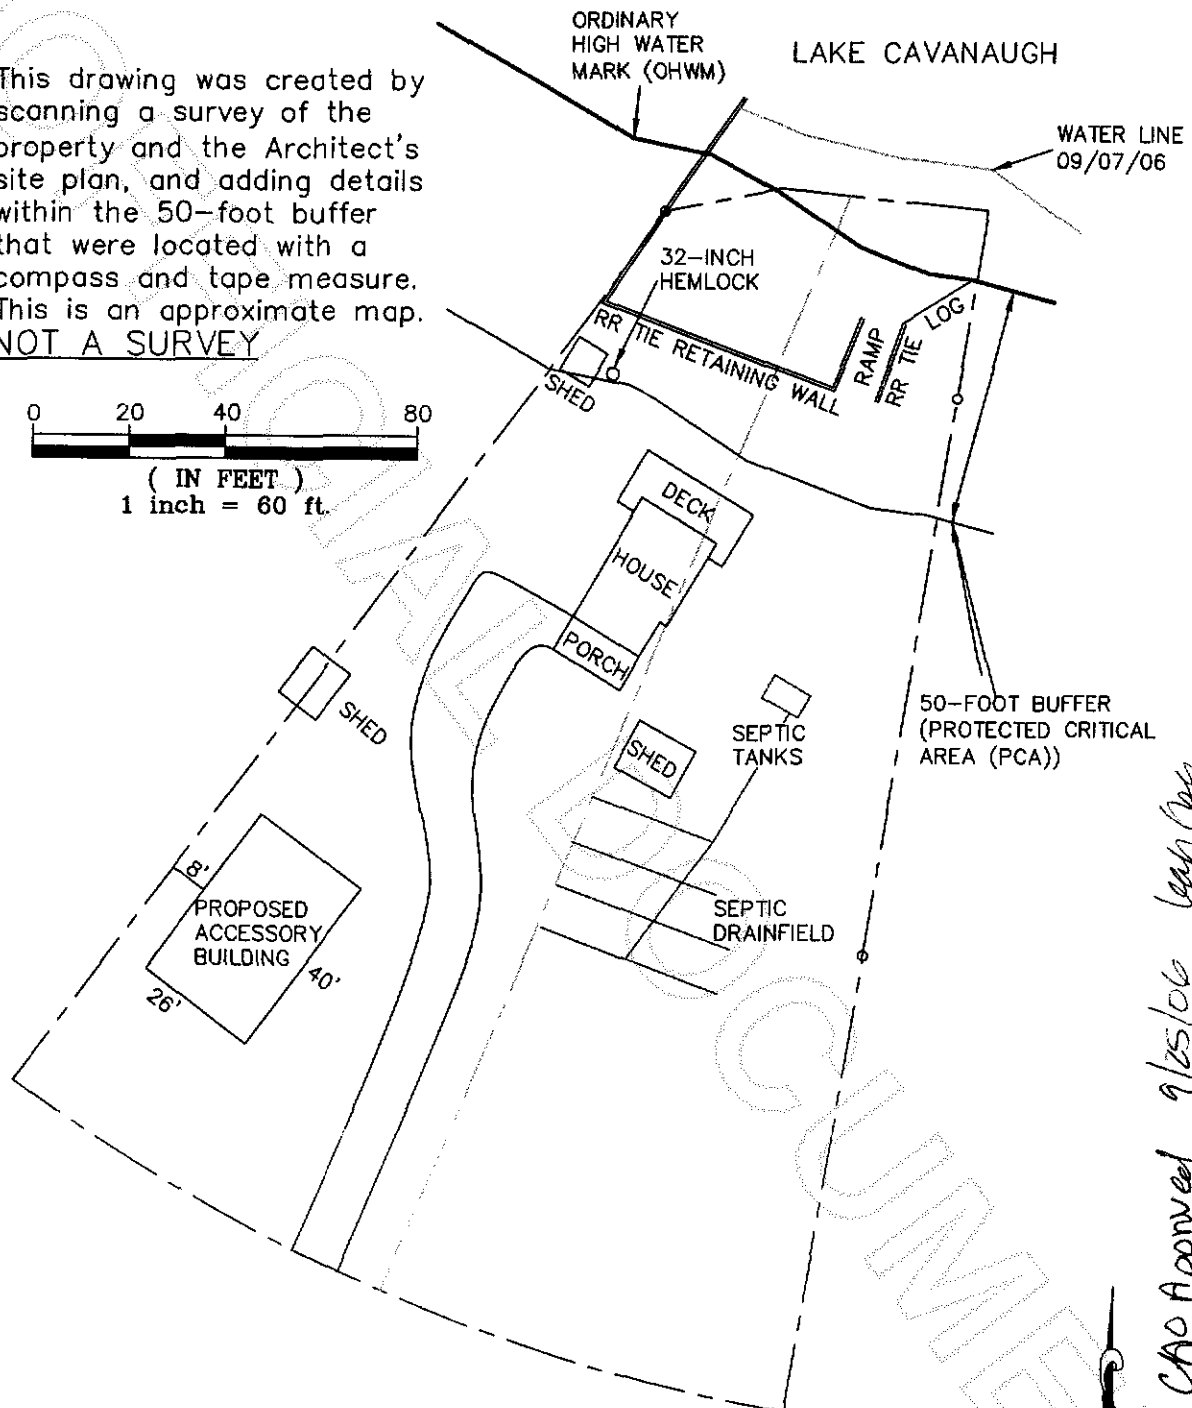 ORDINARY
HIGH WATER
MARK (OHWM)
LAKE CAVANAUGH
This drawing was created by
scanning a survey of the
property and the Architect's
site plan, and adding details
within the 50-foot buffer
that were located with a
compass and tape measure.
This is an approximate map.
NOT A SURVEY
WATER LINE
09/07/06
32-INCH
HEMLOCK
RR TIE RETAINING WALL
RAMP
RR TIE
LOG
SHED
0 20 40 80
( IN FEET )
1 inch = 60 ft.
DECK
HOUSE
PORCH
SHED
50-FOOT BUFFER
(PROTECTED CRITICAL
AREA (PCA))
SEPTIC
TANKS
SHED
8'
PROPOSED
ACCESSORY
BUILDING
40'
26'
SEPTIC
DRAINFIELD
CAO Approved 9/25/06
DOCUME